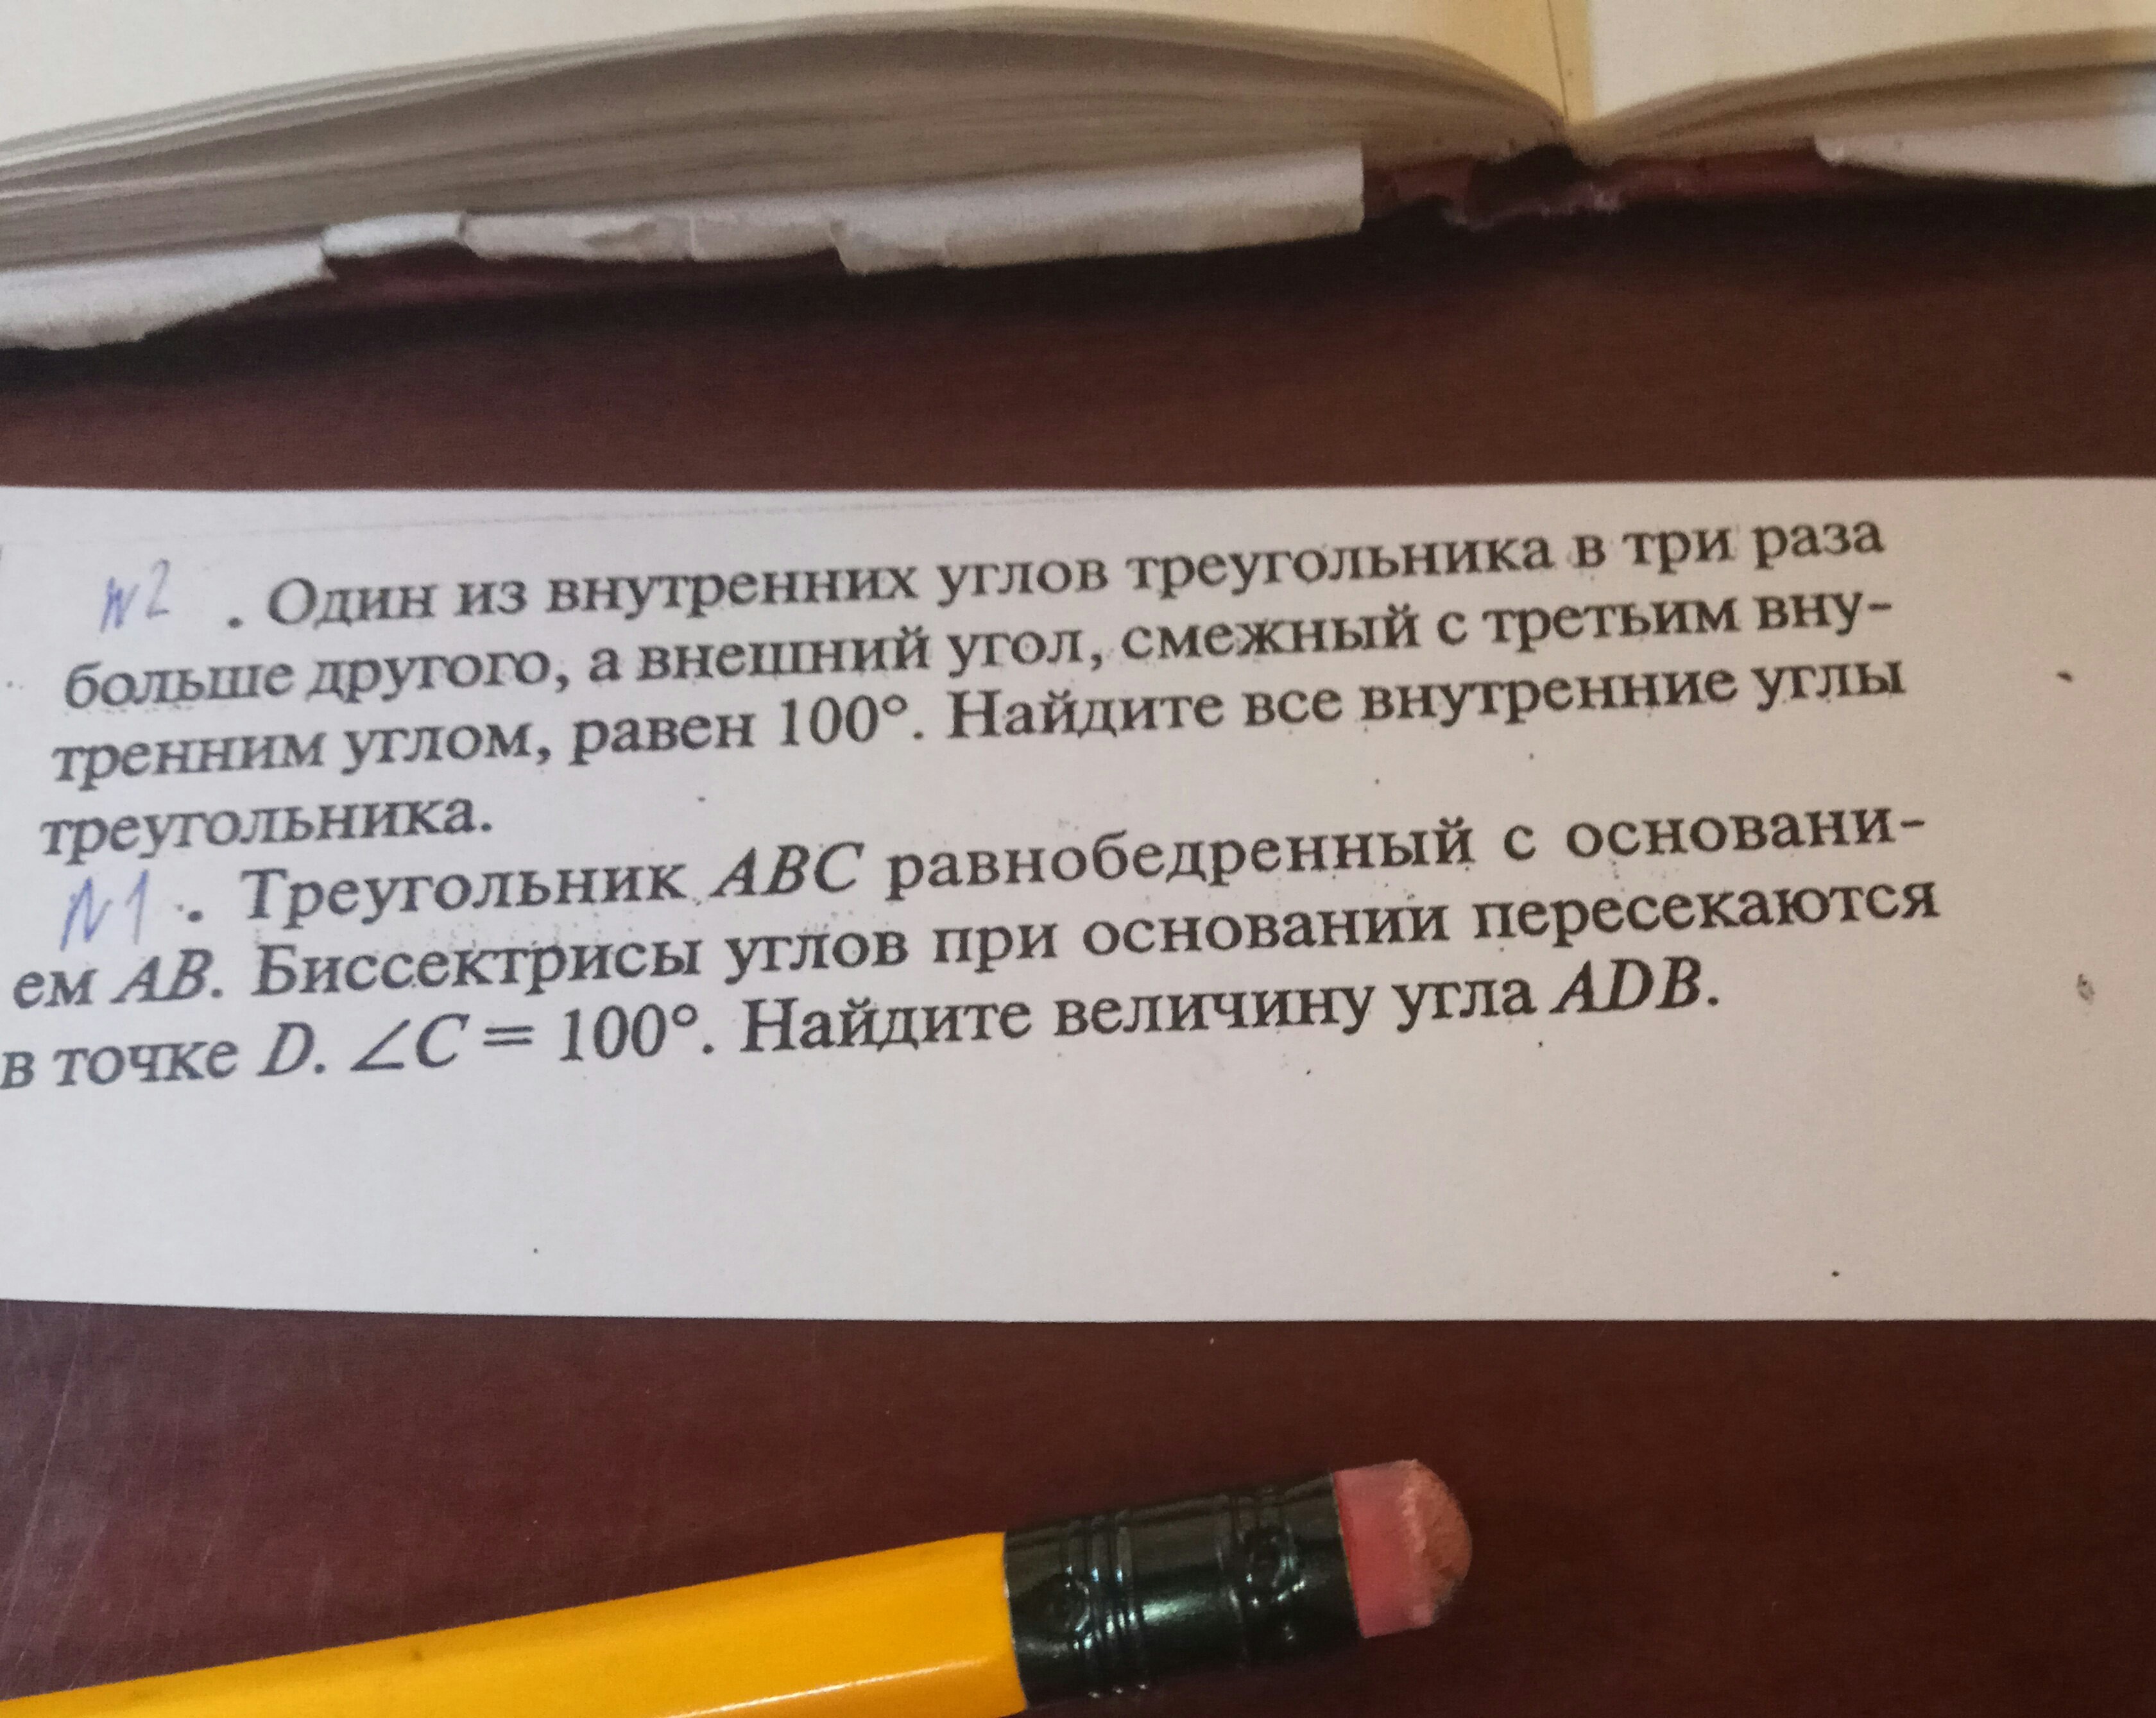 №2 . Один из внутренних углов треугольника в три раза
больше другого, а внешний угол, смежный с третьим вну-
тренним углом, равен 100°. Найдите все внутренние углы
треугольника.
№1 . Треугольник ABC равнобедренный с основани-
ем AB. Биссектрисы углов при основании пересекаются
в точке D. ∠C = 100°. Найдите величину угла ADB.